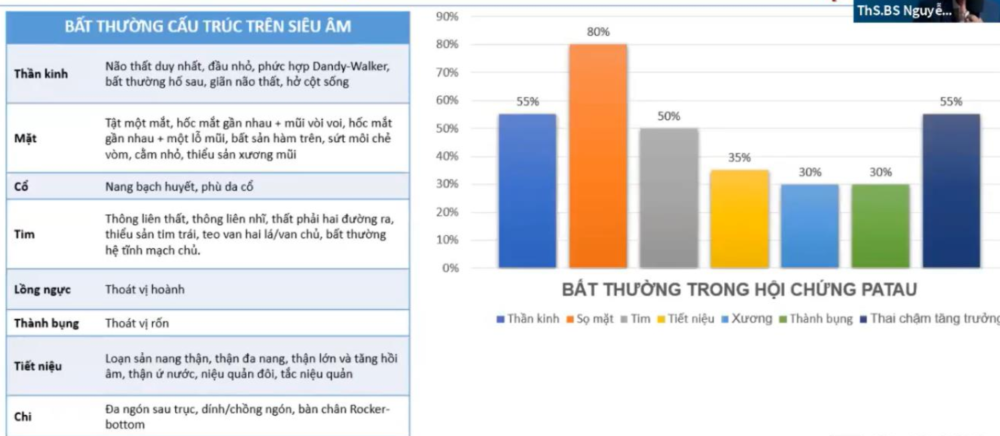 ThS.BS Nguyễ...
BẤT THƯỜNG CẤU TRÚC TRÊN SIÊU ÂM
Thần kinh
Não thất duy nhất, đầu nhỏ, phức hợp Dandy-Walker,
bất thường hố sau, giãn não thất, hở cột sống
Mặt
Tật một mắt, hốc mắt gần nhau + mũi vòi voi, hốc mắt
gần nhau + một lỗ mũi, bất sản hàm trên, sứt môi chẻ
vòm, cằm nhỏ, thiểu sản xương mũi
Cổ
Nang bạch huyết, phù da cổ
Tim
Thông liên thất, thông liên nhĩ, thất phải hai đường ra,
thiểu sản tim trái, teo van hai lá/van chủ, bất thường
hệ tĩnh mạch chủ.
Lồng ngực
Thoát vị hoành
Thành bụng
Thoát vị rốn
Tiết niệu
Loạn sản nang thận, thận đa nang, thận lớn và tăng hồi
âm, thận ứ nước, niệu quản đôi, tắc niệu quản
Chi
Đa ngón sau trục, dính/chồng ngón, bàn chân Rocker-
bottom
90%
80%
70%
60%
50%
40%
30%
20%
10%
0%
55%
80%
50%
35%
30%
30%
55%
BẤT THƯỜNG TRONG HỘI CHỨNG PATAU
Thần kinh Sọ mặt Tim Tiết niệu Xương Thành bụng Thai chậm tăng trưởng